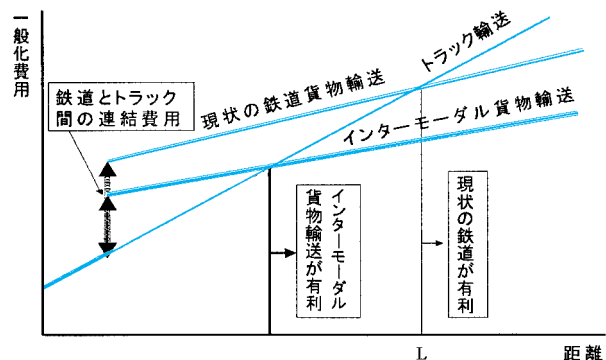 一般化費用
鉄道とトラック
間の連結費用
現状の鉄道貨物輸送
トラック輸送
インターモーダル貨物輸送
インターモーダル
貨物輸送が有利
現状の鉄道が有利
L
距離